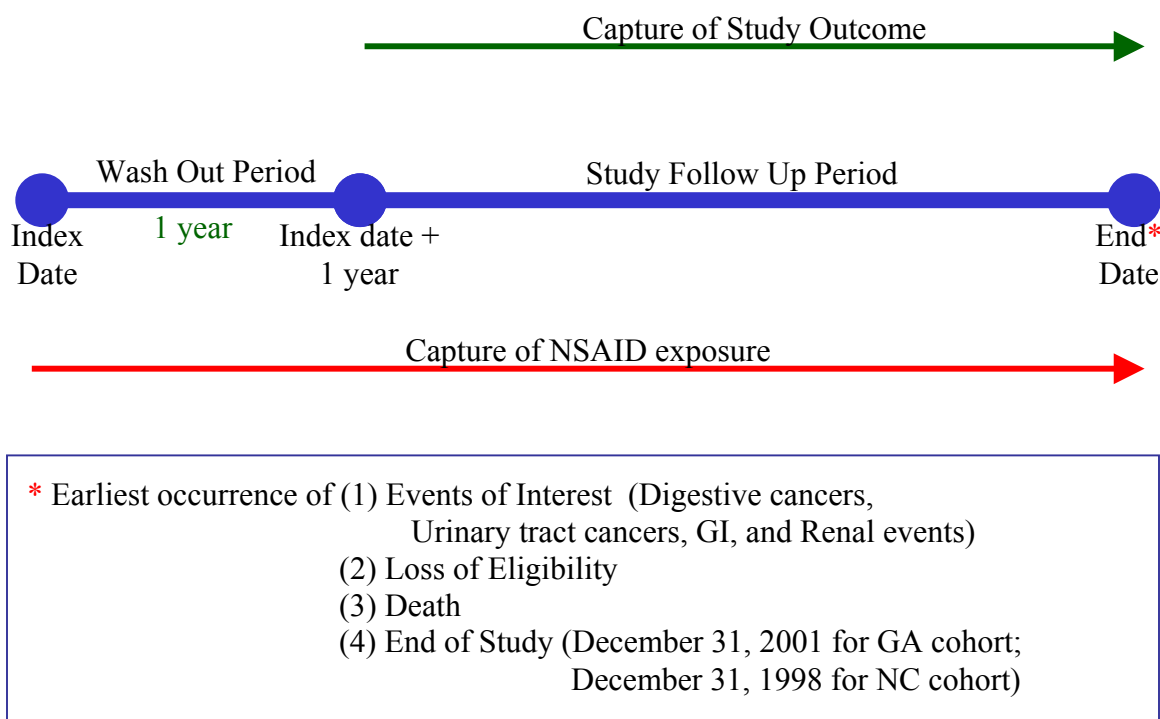 Capture of Study Outcome
Wash Out Period
Study Follow Up Period
1 year
Index
Date
Index date +
1 year
End*
Date
Capture of NSAID exposure
* Earliest occurrence of (1) Events of Interest (Digestive cancers,
Urinary tract cancers, GI, and Renal events)
(2) Loss of Eligibility
(3) Death
(4) End of Study (December 31, 2001 for GA cohort;
December 31, 1998 for NC cohort)